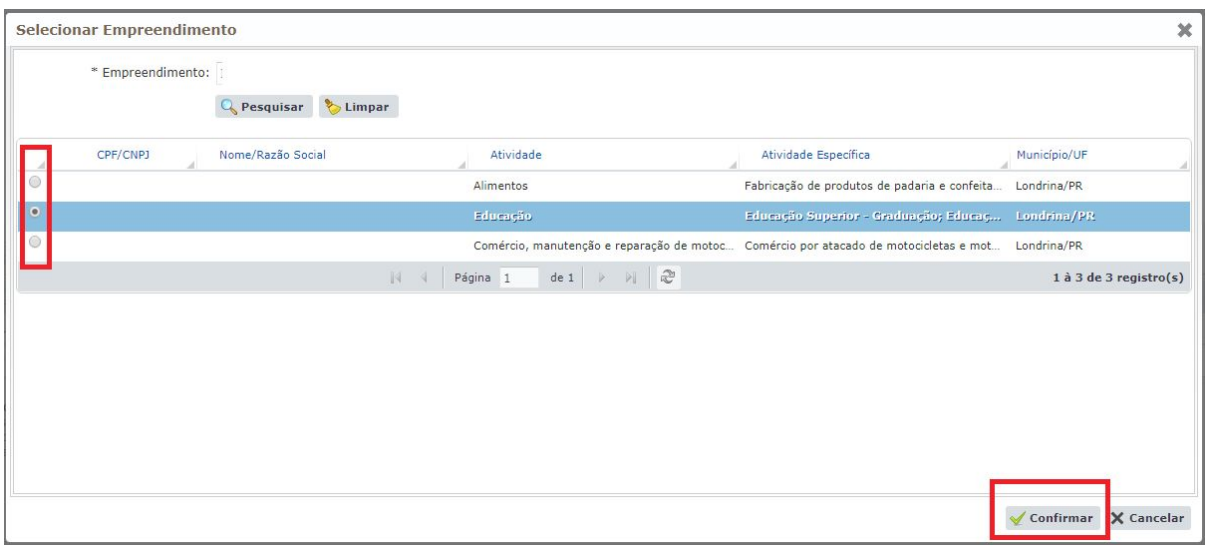 Selecionar Empreendimento
* Empreendimento:
Pesquisar Limpar
CPF/CNPJ Nome/Razão Social Atividade Atividade Específica Município/UF
Alimentos Fabricação de produtos de padaria e confeita... Londrina/PR
Educação Educação Superior - Graduação; Educaç... Londrina/PR
Comércio, manutenção e reparação de motoc... Comércio por atacado de motocicletas e mot... Londrina/PR
Página 1 de 1 1 à 3 de 3 registro(s)
Confirmar Cancelar